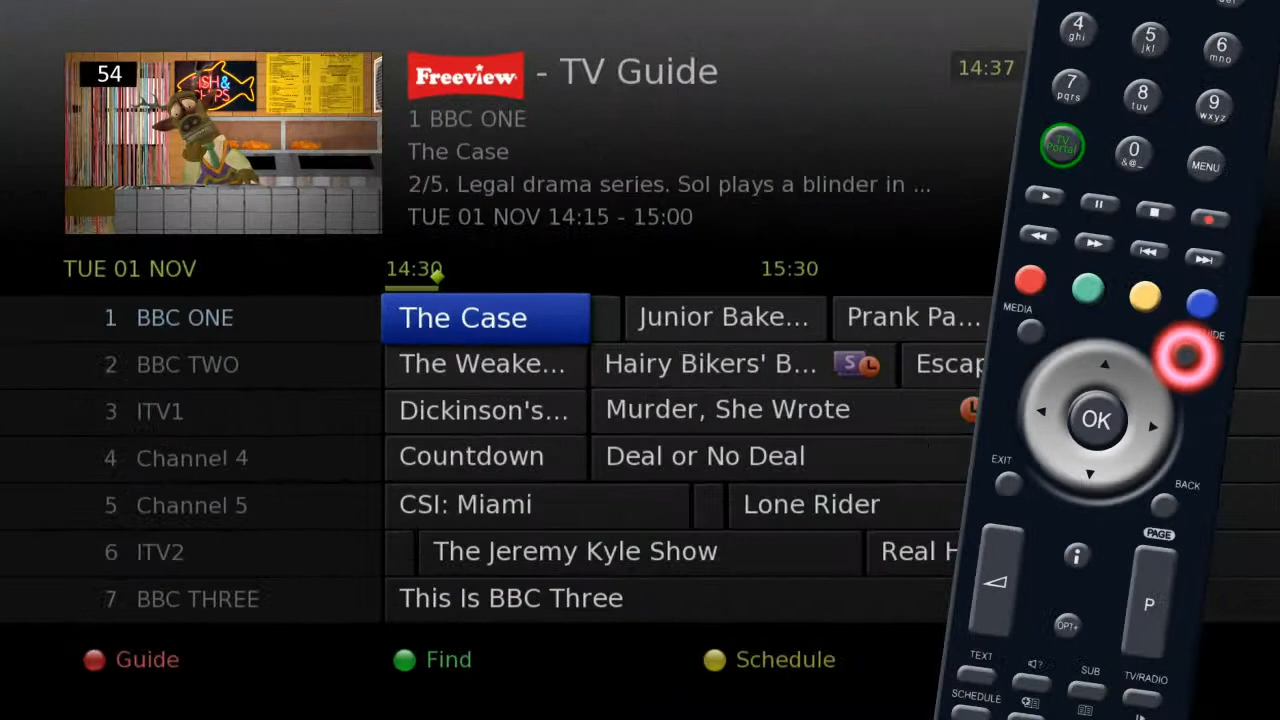 54
FISH&
CHIPS
Freeview - TV Guide
14:37
1 BBC ONE
The Case
2/5. Legal drama series. Sol plays a blinder in ...
TUE 01 NOV 14:15 - 15:00
TUE 01 NOV
14:30
15:30
1 BBC ONE The Case Junior Bake... Prank Pa...
2 BBC TWO The Weake... Hairy Bikers' B... S Escap
3 ITV1 Dickinson's... Murder, She Wrote
4 Channel 4 Countdown Deal or No Deal
5 Channel 5 CSI: Miami Lone Rider
6 ITV2 The Jeremy Kyle Show Real H
7 BBC THREE This Is BBC Three
Guide Find Schedule
4 ghi
5 jkl
6 mno
7 pqrs
8 tuv
9 wxyz
TV Portal
0 &@_
MENU
MEDIA
IDE
OK
EXIT
BACK
PAGE
i
P
OPT+
TEXT
SUB
TV/RADIO
SCHEDULE